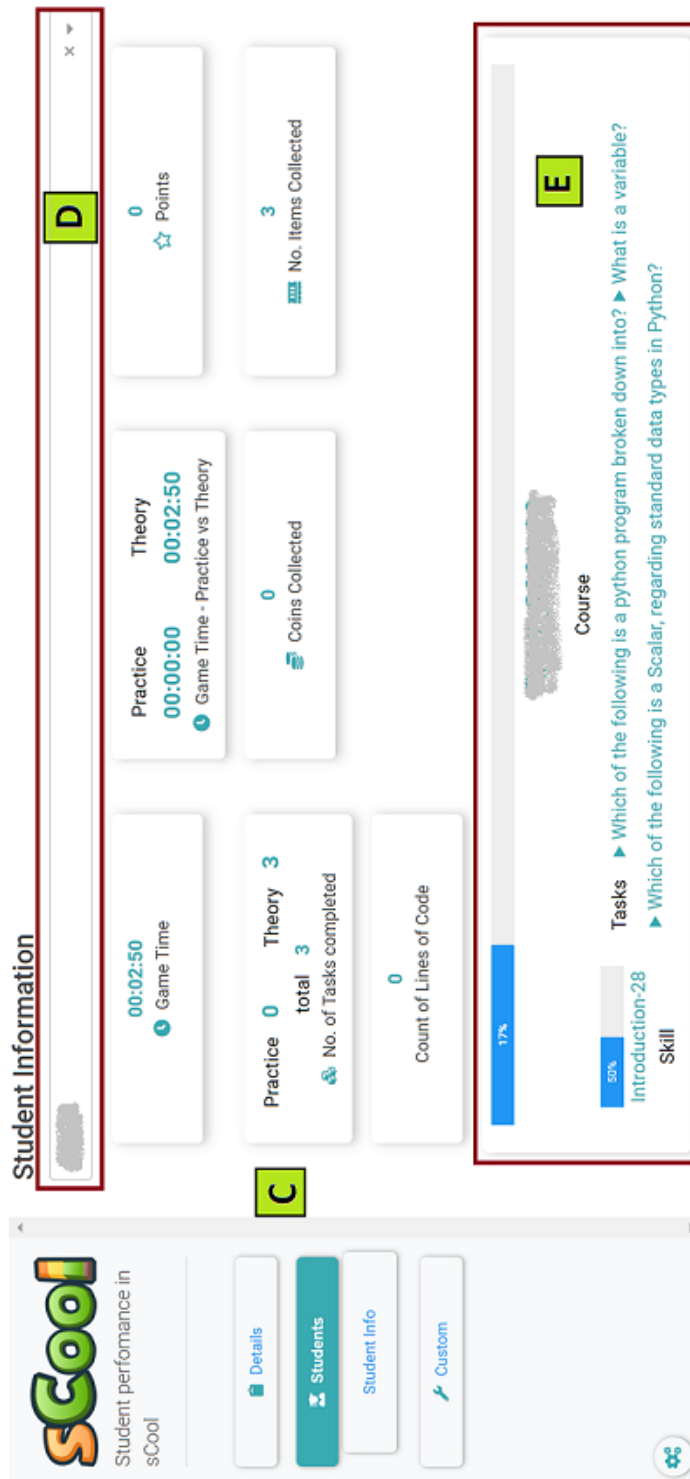 sCool
Student perfomance in
sCool
Details
Students
Student Info
Custom
Student Information
D
×
00:02:50
Game Time
Practice Theory
00:00:00 00:02:50
Game Time - Practice vs Theory
0
Points
C
Practice 0 Theory 3
total 3
No. of Tasks completed
0
Coins Collected
3
No. Items Collected
0
Count of Lines of Code
E
17%
Course
50%
Introduction-28
Skill
Tasks ▶ Which of the following is a python program broken down into? ▶ What is a variable?
▶ Which of the following is a Scalar, regarding standard data types in Python?